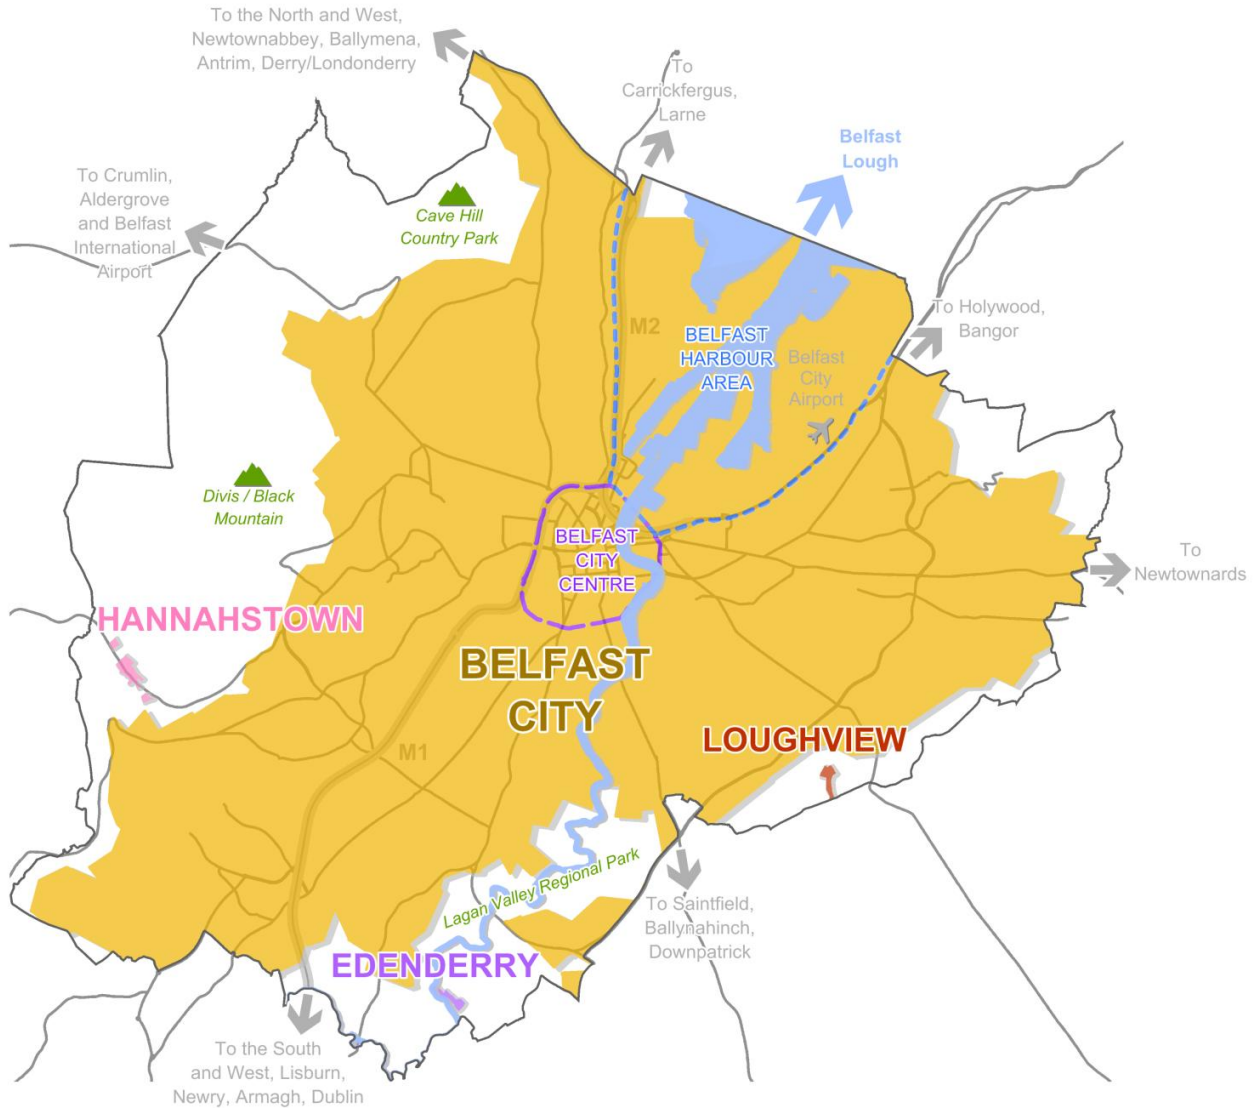 To the North and West,
Newtownabbey, Ballymena,
Antrim, Derry/Londonderry
To
Carrickfergus,
Larne
Belfast
Lough
To Crumlin,
Aldergrove
and Belfast
International
Airport
Cave Hill
Country Park
To Holywood,
Bangor
M2
BELFAST
HARBOUR
AREA
Belfast
City
Airport
Divis / Black
Mountain
BELFAST
CITY
CENTRE
To
Newtownards
HANNAHSTOWN
BELFAST
CITY
M1
LOUGHVIEW
Lagan Valley Regional Park
To Saintfield,
Ballynahinch,
Downpatrick
EDENDERRY
To the South
and West, Lisburn,
Newry, Armagh, Dublin